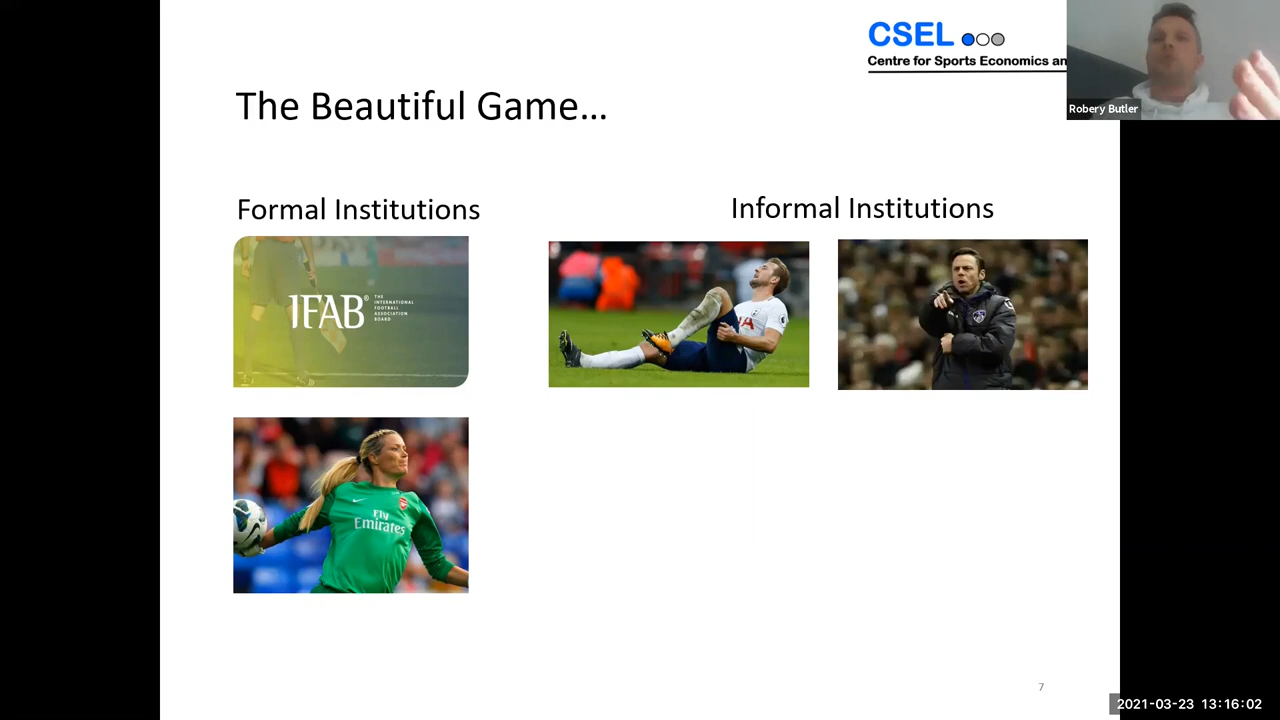 CSEL
Centre for Sports Economics an
Robery Butler
The Beautiful Game...
Formal Institutions
Informal Institutions
IFAB®
THE
INTERNATIONAL
FOOTBALL
ASSOCIATION
BOARD
Fly
Emirates
7
2021-03-23 13:16:02